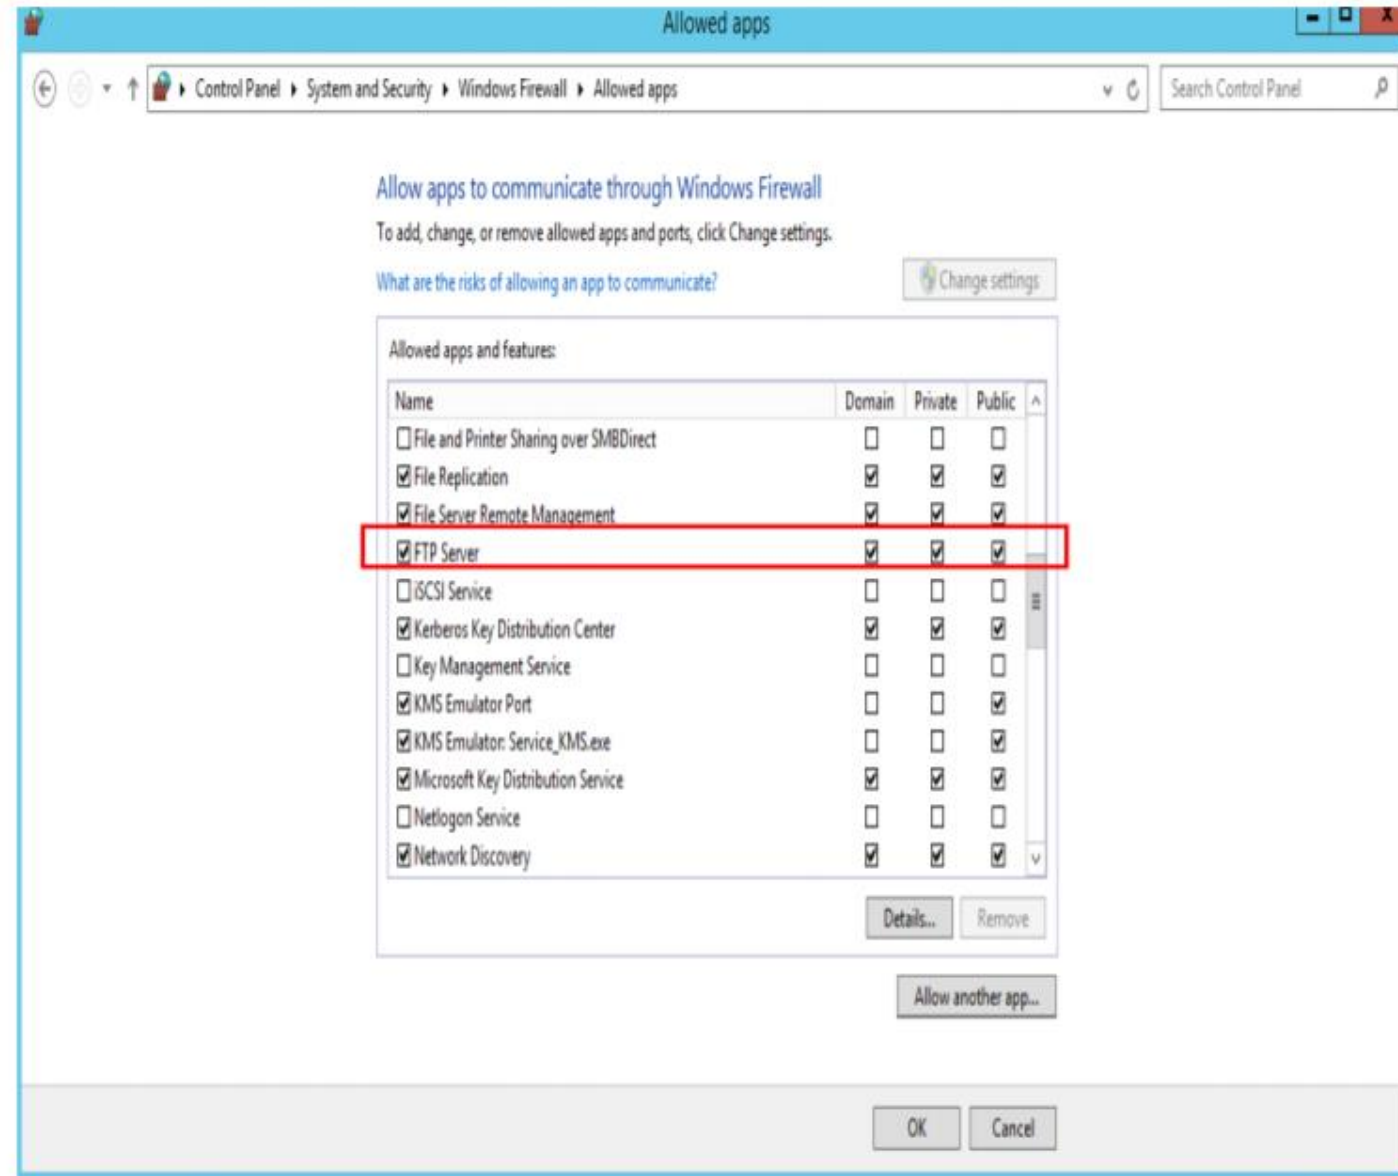 Allowed apps
Control Panel System and Security Windows Firewall Allowed apps
Search Control Panel
Allow apps to communicate through Windows Firewall
To add, change, or remove allowed apps and ports, click Change settings.
What are the risks of allowing an app to communicate?
Change settings
Allowed apps and features:
Name Domain Private Public
File and Printer Sharing over SMBDirect
File Replication
File Server Remote Management
FTP Server
iSCSI Service
Kerberos Key Distribution Center
Key Management Service
KMS Emulator Port
KMS Emulator: Service_KMS.exe
Microsoft Key Distribution Service
Netlogon Service
Network Discovery
Details... Remove
Allow another app...
OK Cancel